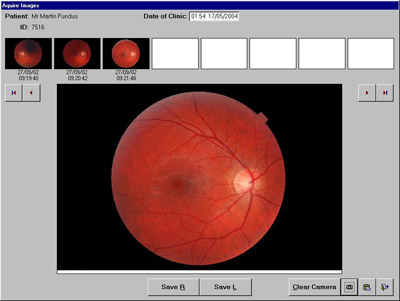 Aquire Images
Patient: Mr Martin Fundus Date of Clinic: 01:54 17/05/2004
ID: 7516
27/09/02 27/09/02 27/09/02
09:19:46 09:20:42 09:21:48
Save R Save L Clear Camera